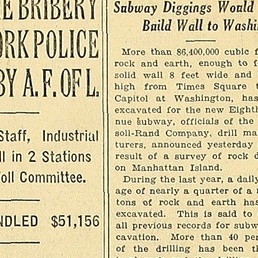 E BRIBERY
ORK POLICE
BY A. F. OF L.
Staff, Industrial
ll in 2 Stations
oll Committee.
NDLED $51,156
Subway Diggings Would
Build Wall to Washi
More than 86,400,000 cubic f
rock and earth, enough to f
solid wall 8 feet wide and
high from Times Square t
Capitol at Washington, has
excavated for the new Eighth
nue subway, officials of the
soll-Rand Company, drill ma
turers, announced yesterday
result of a survey of rock d
on Manhattan Island.
During the last year, a daily
age of nearly a quarter of a m
tons of rock and earth has
excavated. This is said to
all previous records for subw
cavation. More than 40 per
of the drilling has been th